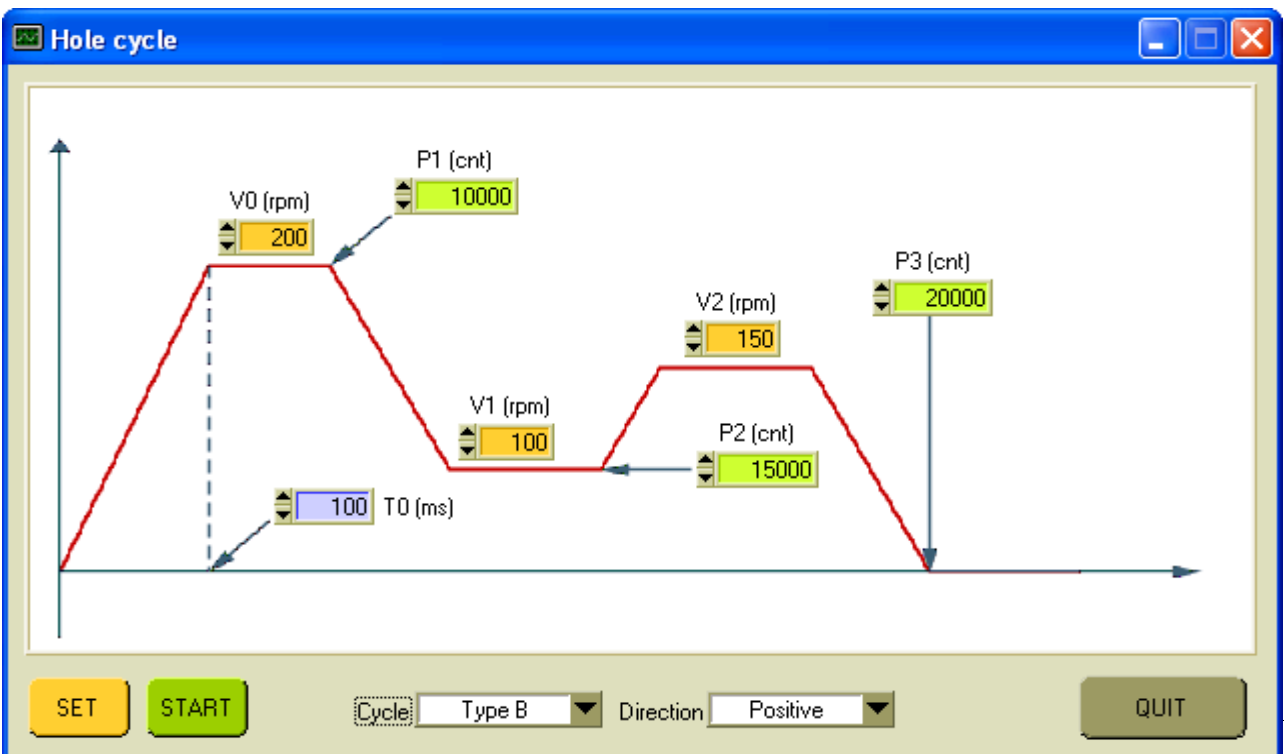 Hole cycle
P1 (cnt)
10000
V0 (rpm)
200
P3 (cnt)
20000
V2 (rpm)
150
V1 (rpm)
100
P2 (cnt)
15000
100 T0 (ms)
SET START Cycle Type B Direction Positive QUIT